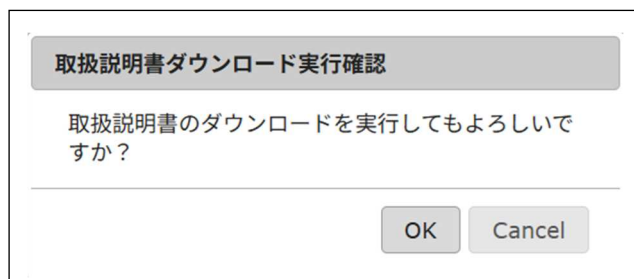 取扱説明書ダウンロード実行確認
取扱説明書のダウンロードを実行してもよろしいで
すか？
OK Cancel